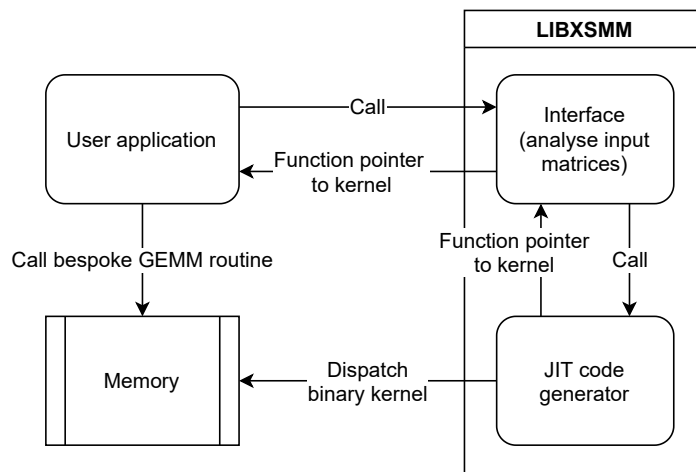 LIBXSMM
User application
Call
Interface
(analyse input
matrices)
Function pointer
to kernel
Call bespoke GEMM routine
Function pointer
to kernel
Call
Memory
Dispatch
binary kernel
JIT code
generator